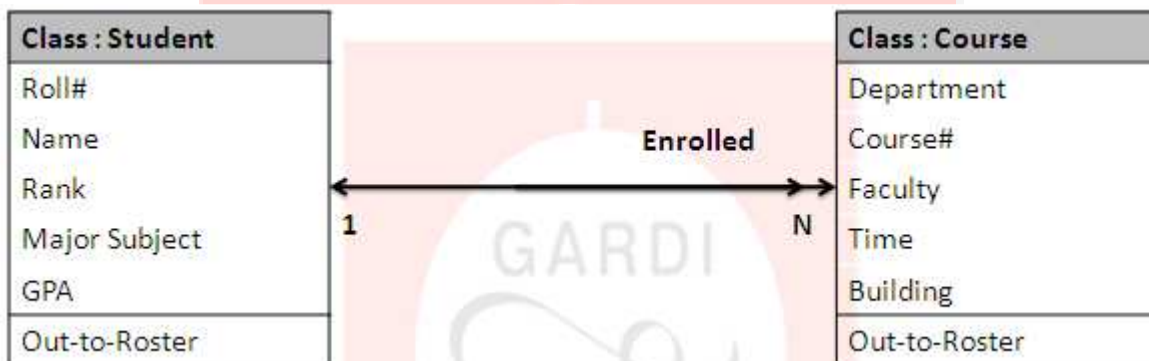 Class : Student
Roll#
Name
Rank
Major Subject
GPA
Out-to-Roster
Enrolled
1 N
GARDI
Class : Course
Department
Course#
Faculty
Time
Building
Out-to-Roster